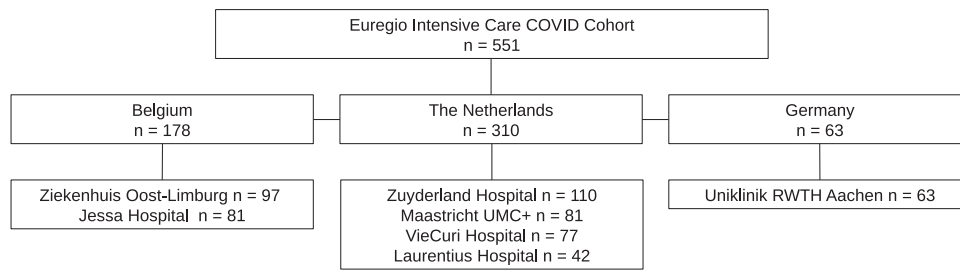 Euregio Intensive Care COVID Cohort
n = 551
Belgium
n = 178
The Netherlands
n = 310
Germany
n = 63
Ziekenhuis Oost-Limburg n = 97
Jessa Hospital n = 81
Zuyderland Hospital n = 110
Maastricht UMC+ n = 81
VieCuri Hospital n = 77
Laurentius Hospital n = 42
Uniklinik RWTH Aachen n = 63